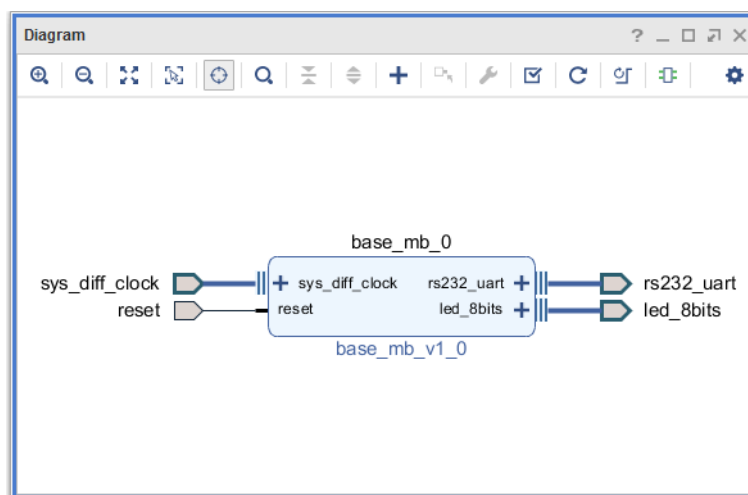 Diagram
base_mb_0
sys_diff_clock sys_diff_clock rs232_uart rs232_uart
reset reset led_8bits led_8bits
base_mb_v1_0